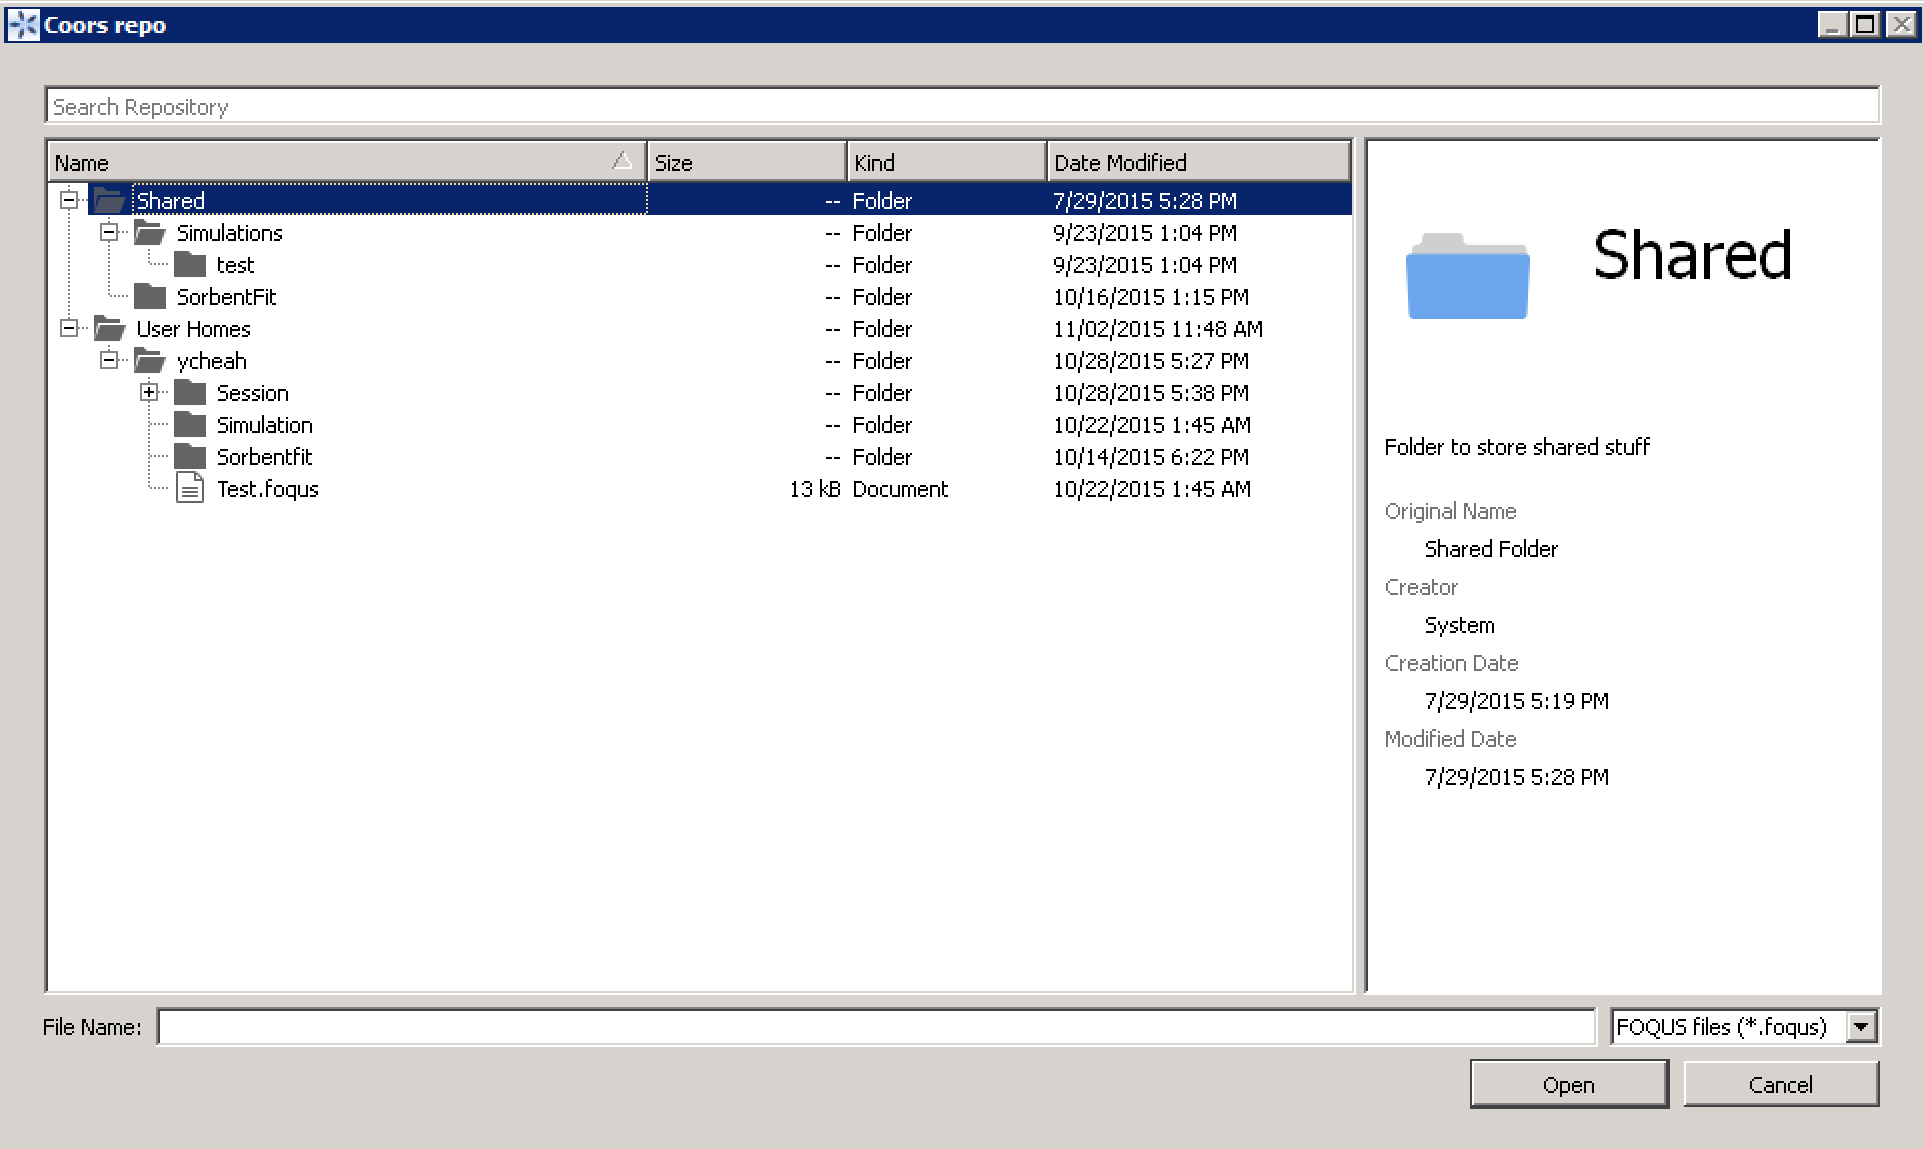 Coors repo
Search Repository
Name Size Kind Date Modified
Shared -- Folder 7/29/2015 5:28 PM
Simulations -- Folder 9/23/2015 1:04 PM
test -- Folder 9/23/2015 1:04 PM
SorbentFit -- Folder 10/16/2015 1:15 PM
User Homes -- Folder 11/02/2015 11:48 AM
ycheah -- Folder 10/28/2015 5:27 PM
Session -- Folder 10/28/2015 5:38 PM
Simulation -- Folder 10/22/2015 1:45 AM
Sorbentfit -- Folder 10/14/2015 6:22 PM
Test.foqus 13 kB Document 10/22/2015 1:45 AM
Shared
Folder to store shared stuff
Original Name
Shared Folder
Creator
System
Creation Date
7/29/2015 5:19 PM
Modified Date
7/29/2015 5:28 PM
File Name: FOQUS files (*.foqus)
Open Cancel